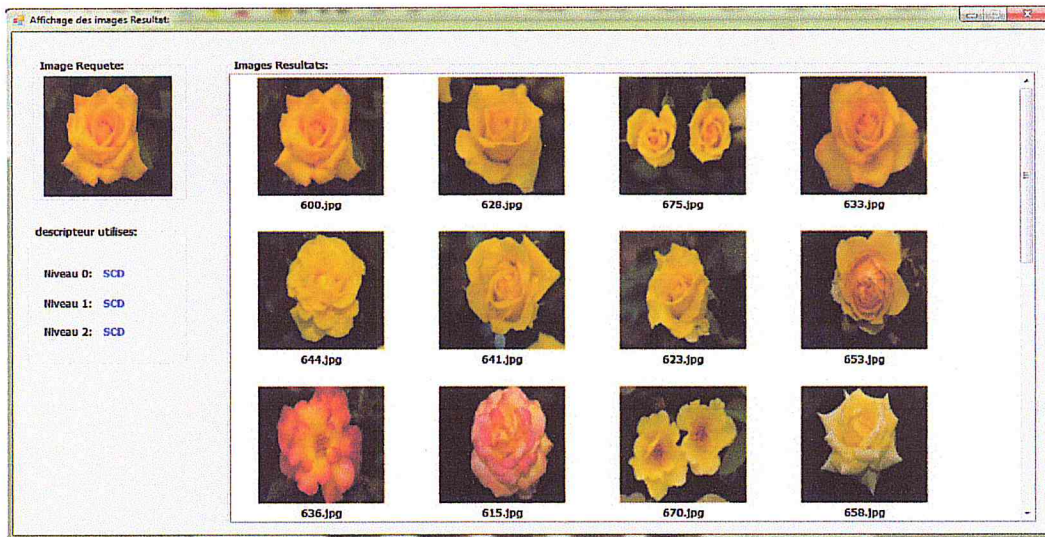 Affichage des images Resultat:
Image Requete:
Images Resultats:
600.jpg
628.jpg
675.jpg
633.jpg
descripteur utilises:
Niveau 0: SCD
Niveau 1: SCD
Niveau 2: SCD
644.jpg
641.jpg
623.jpg
653.jpg
636.jpg
615.jpg
670.jpg
658.jpg